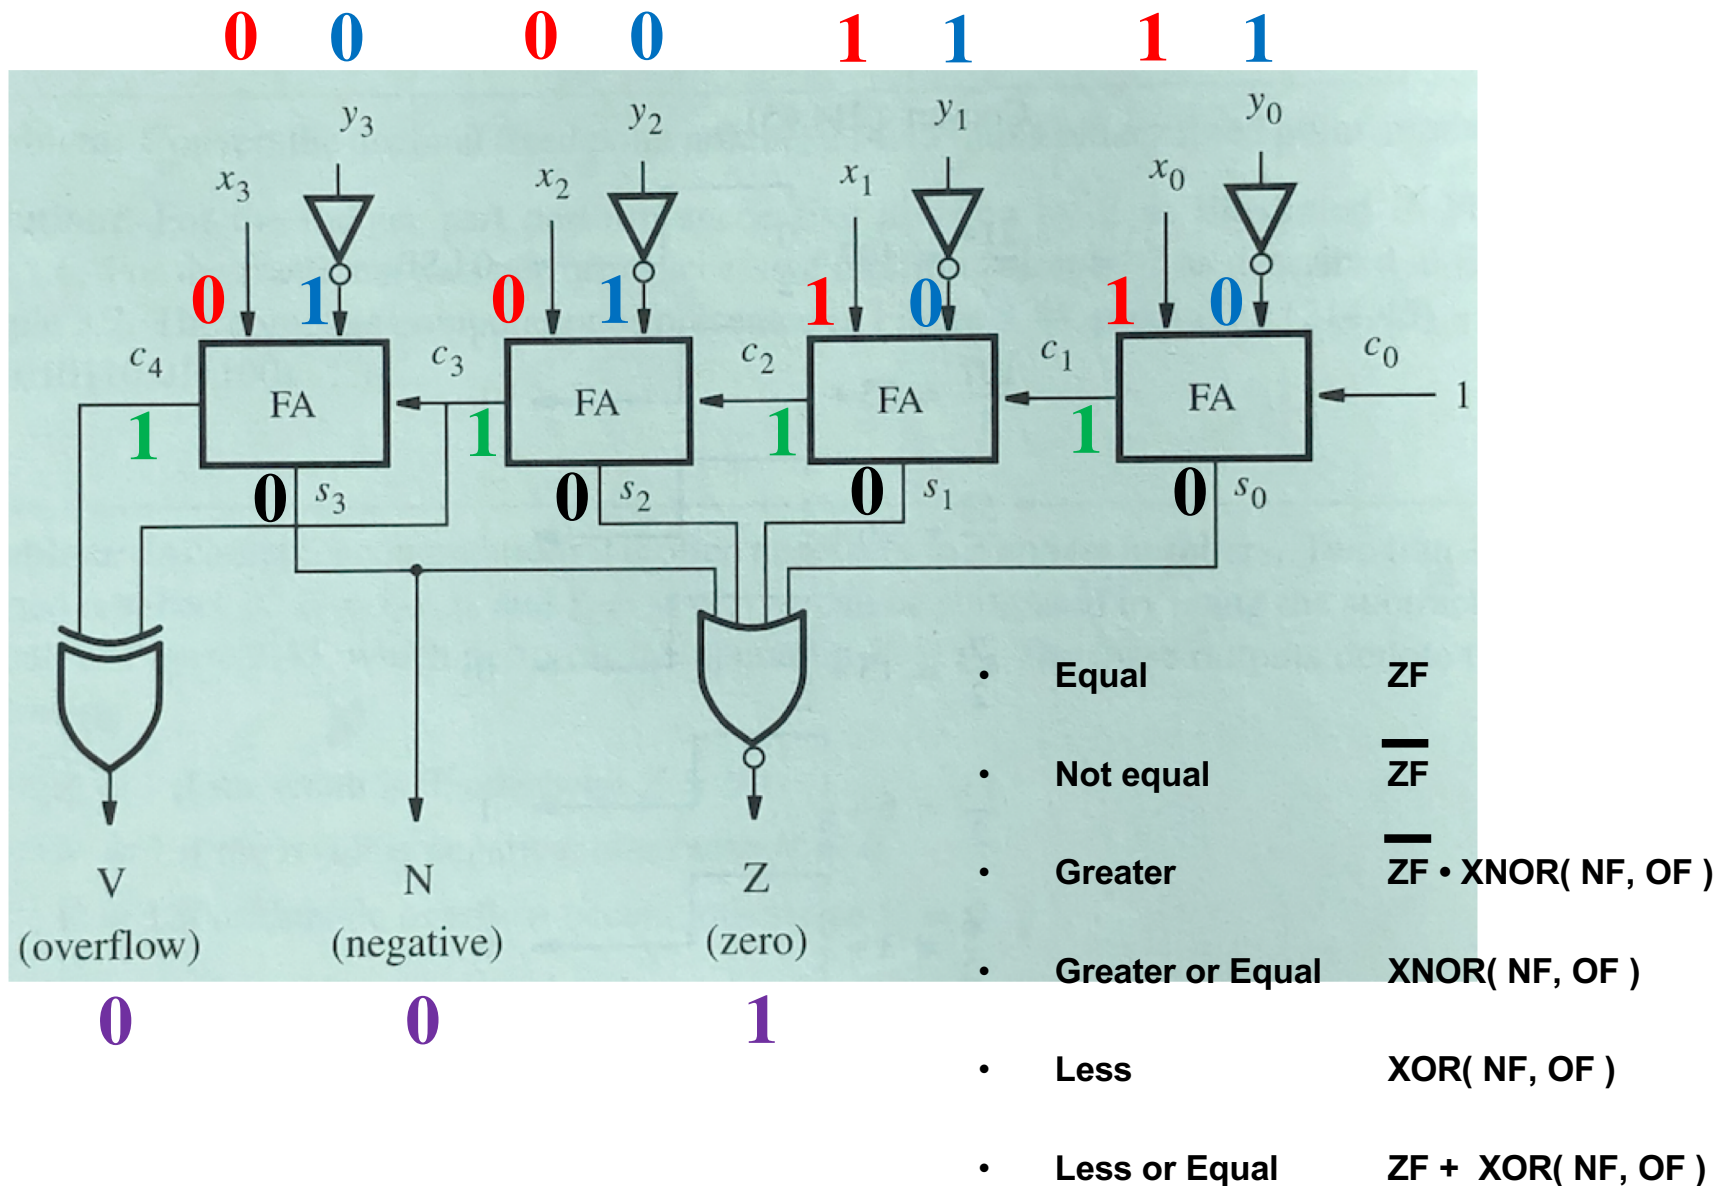 0 0 0 0 1 1 1 1
y3 y2 y1 y0
x3 x2 x1 x0
0 1 0 1 1 0 1 0
c4 c3 c2 c1 c0
FA FA FA FA 1
1 1 1 1
0 s3 0 s2 0 s1 0 s0
• Equal ZF
• Not equal Z̅F̅
• Greater Z̅F̅ • XNOR( NF, OF )
V N Z
(overflow) (negative) (zero)
• Greater or Equal XNOR( NF, OF )
0 0 1
• Less XOR( NF, OF )
• Less or Equal ZF + XOR( NF, OF )